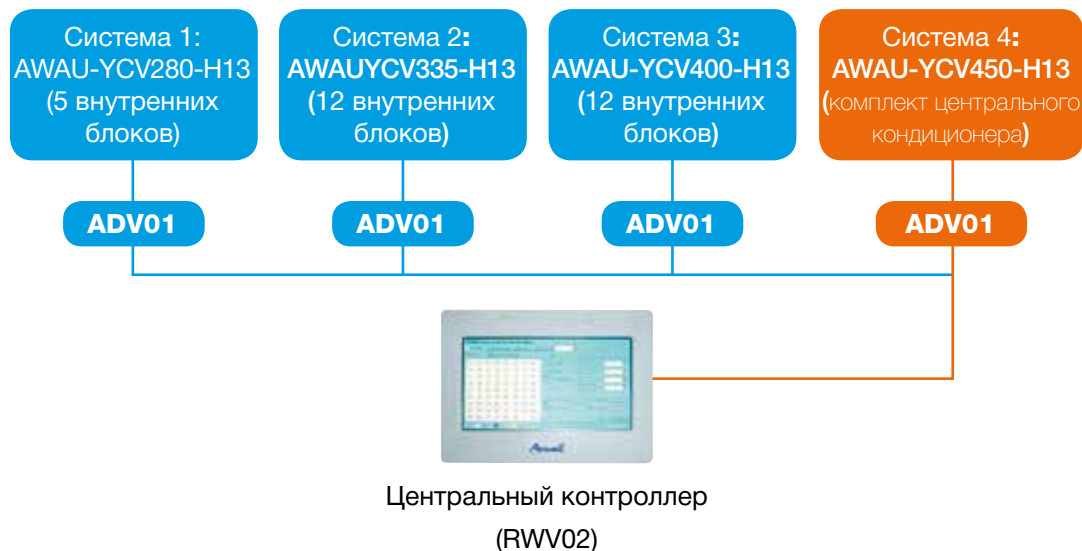 Система 1:
AWAU-YCV280-H13
(5 внутренних
блоков)
Система 2:
AWAUYCV335-H13
(12 внутренних
блоков)
Система 3:
AWAU-YCV400-H13
(12 внутренних
блоков)
Система 4:
AWAU-YCV450-H13
(комплект центрального
кондиционера)
ADV01
ADV01
ADV01
ADV01
Центральный контроллер
(RWV02)